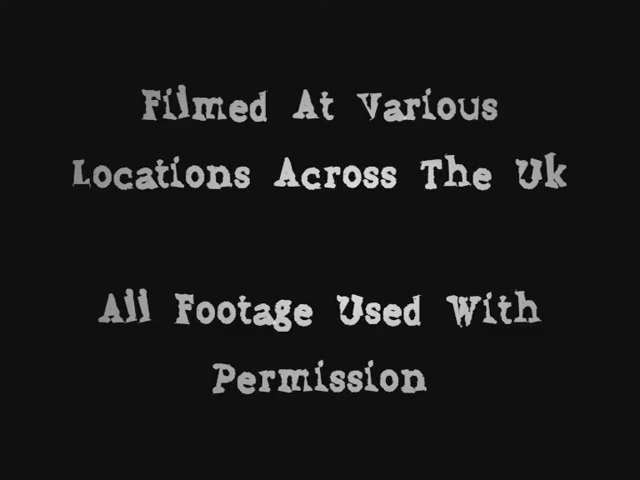 Filmed At Various
Locations Across The Uk
All Footage Used With
Permission